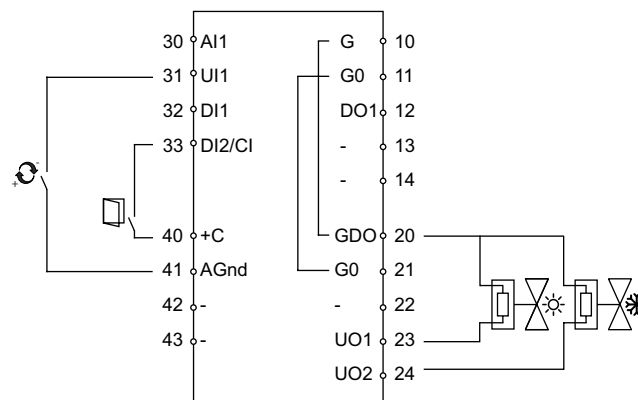 30 AI1 G 10
31 UI1 G0 11
32 DI1 DO1 12
33 DI2/CI - 13
- 14
- +
40 +C GDO 20
41 AGnd G0 21
42 - - 22
43 - UO1 23
UO2 24